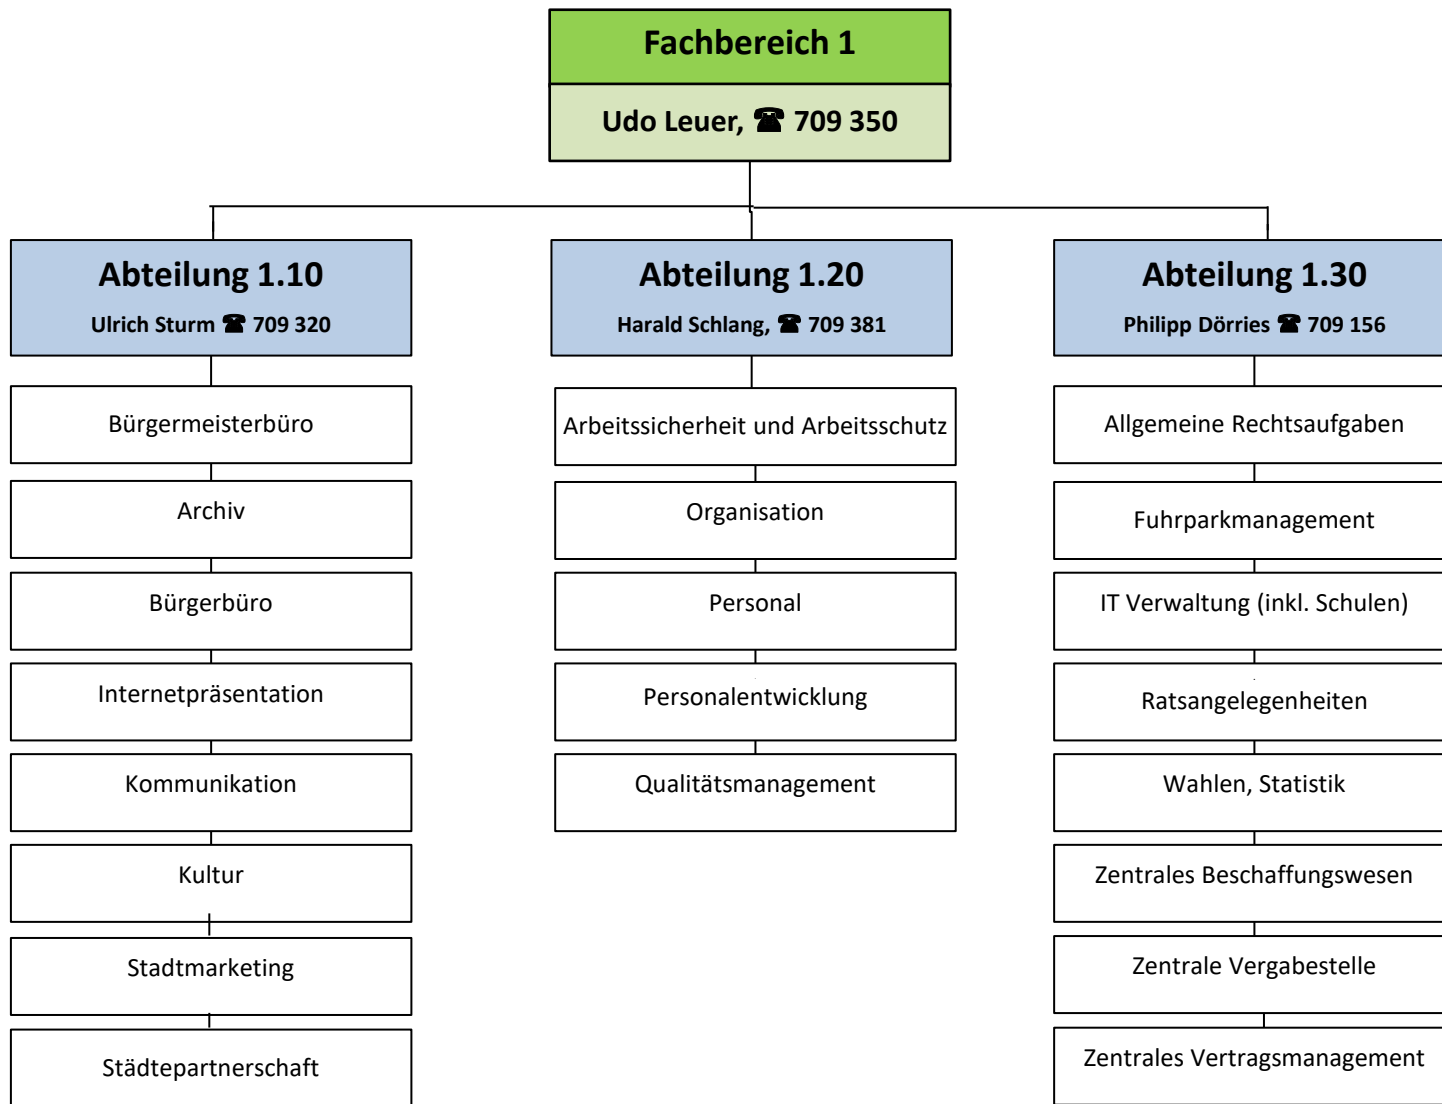 Fachbereich 1
Udo Leuer, ☎ 709 350
Abteilung 1.10
Ulrich Sturm ☎ 709 320
Bürgermeisterbüro
Archiv
Bürgerbüro
Internetpräsentation
Kommunikation
Kultur
Stadtmarketing
Städtepartnerschaft
Abteilung 1.20
Harald Schlang, ☎ 709 381
Arbeitssicherheit und Arbeitsschutz
Organisation
Personal
Personalentwicklung
Qualitätsmanagement
Abteilung 1.30
Philipp Dörries ☎ 709 156
Allgemeine Rechtsaufgaben
Fuhrparkmanagement
IT Verwaltung (inkl. Schulen)
Ratsangelegenheiten
Wahlen, Statistik
Zentrales Beschaffungswesen
Zentrale Vergabestelle
Zentrales Vertragsmanagement